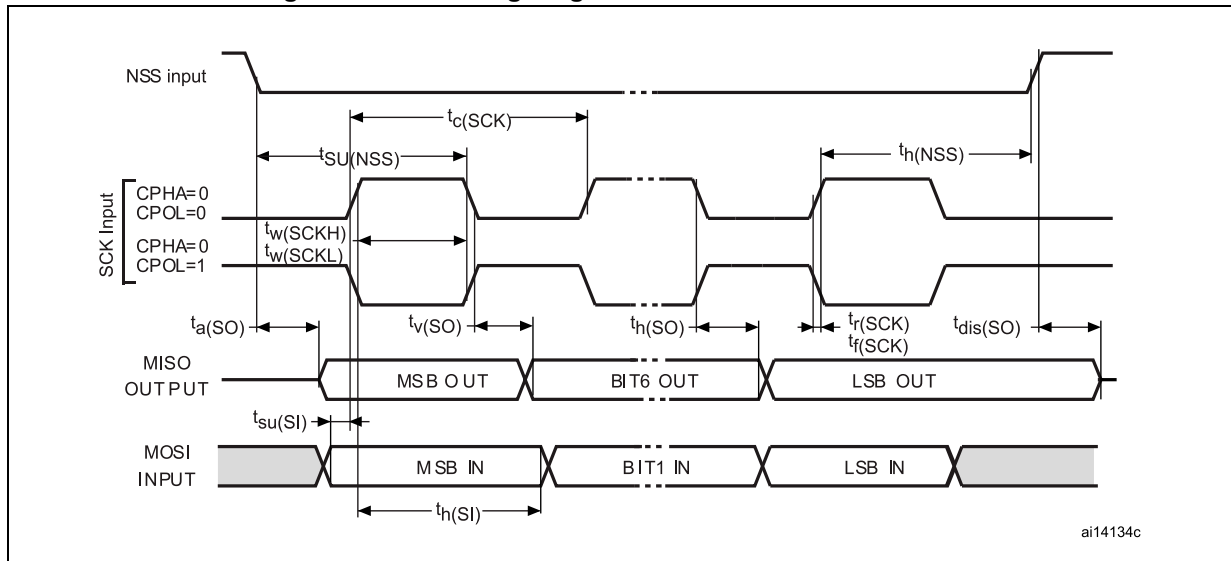 NSS input
tc(SCK)
tSU(NSS)
th(NSS)
SCK Input
CPHA=0
CPOL=0
tw(SCKH)
CPHA=0
tw(SCKL)
CPOL=1
ta(SO)
tv(SO)
th(SO)
tr(SCK)
tf(SCK)
tdis(SO)
MISO
OUTPUT
MSB OUT
BIT6 OUT
LSB OUT
tsu(SI)
MOSI
INPUT
MSB IN
BIT1 IN
LSB IN
th(SI)
ai14134c